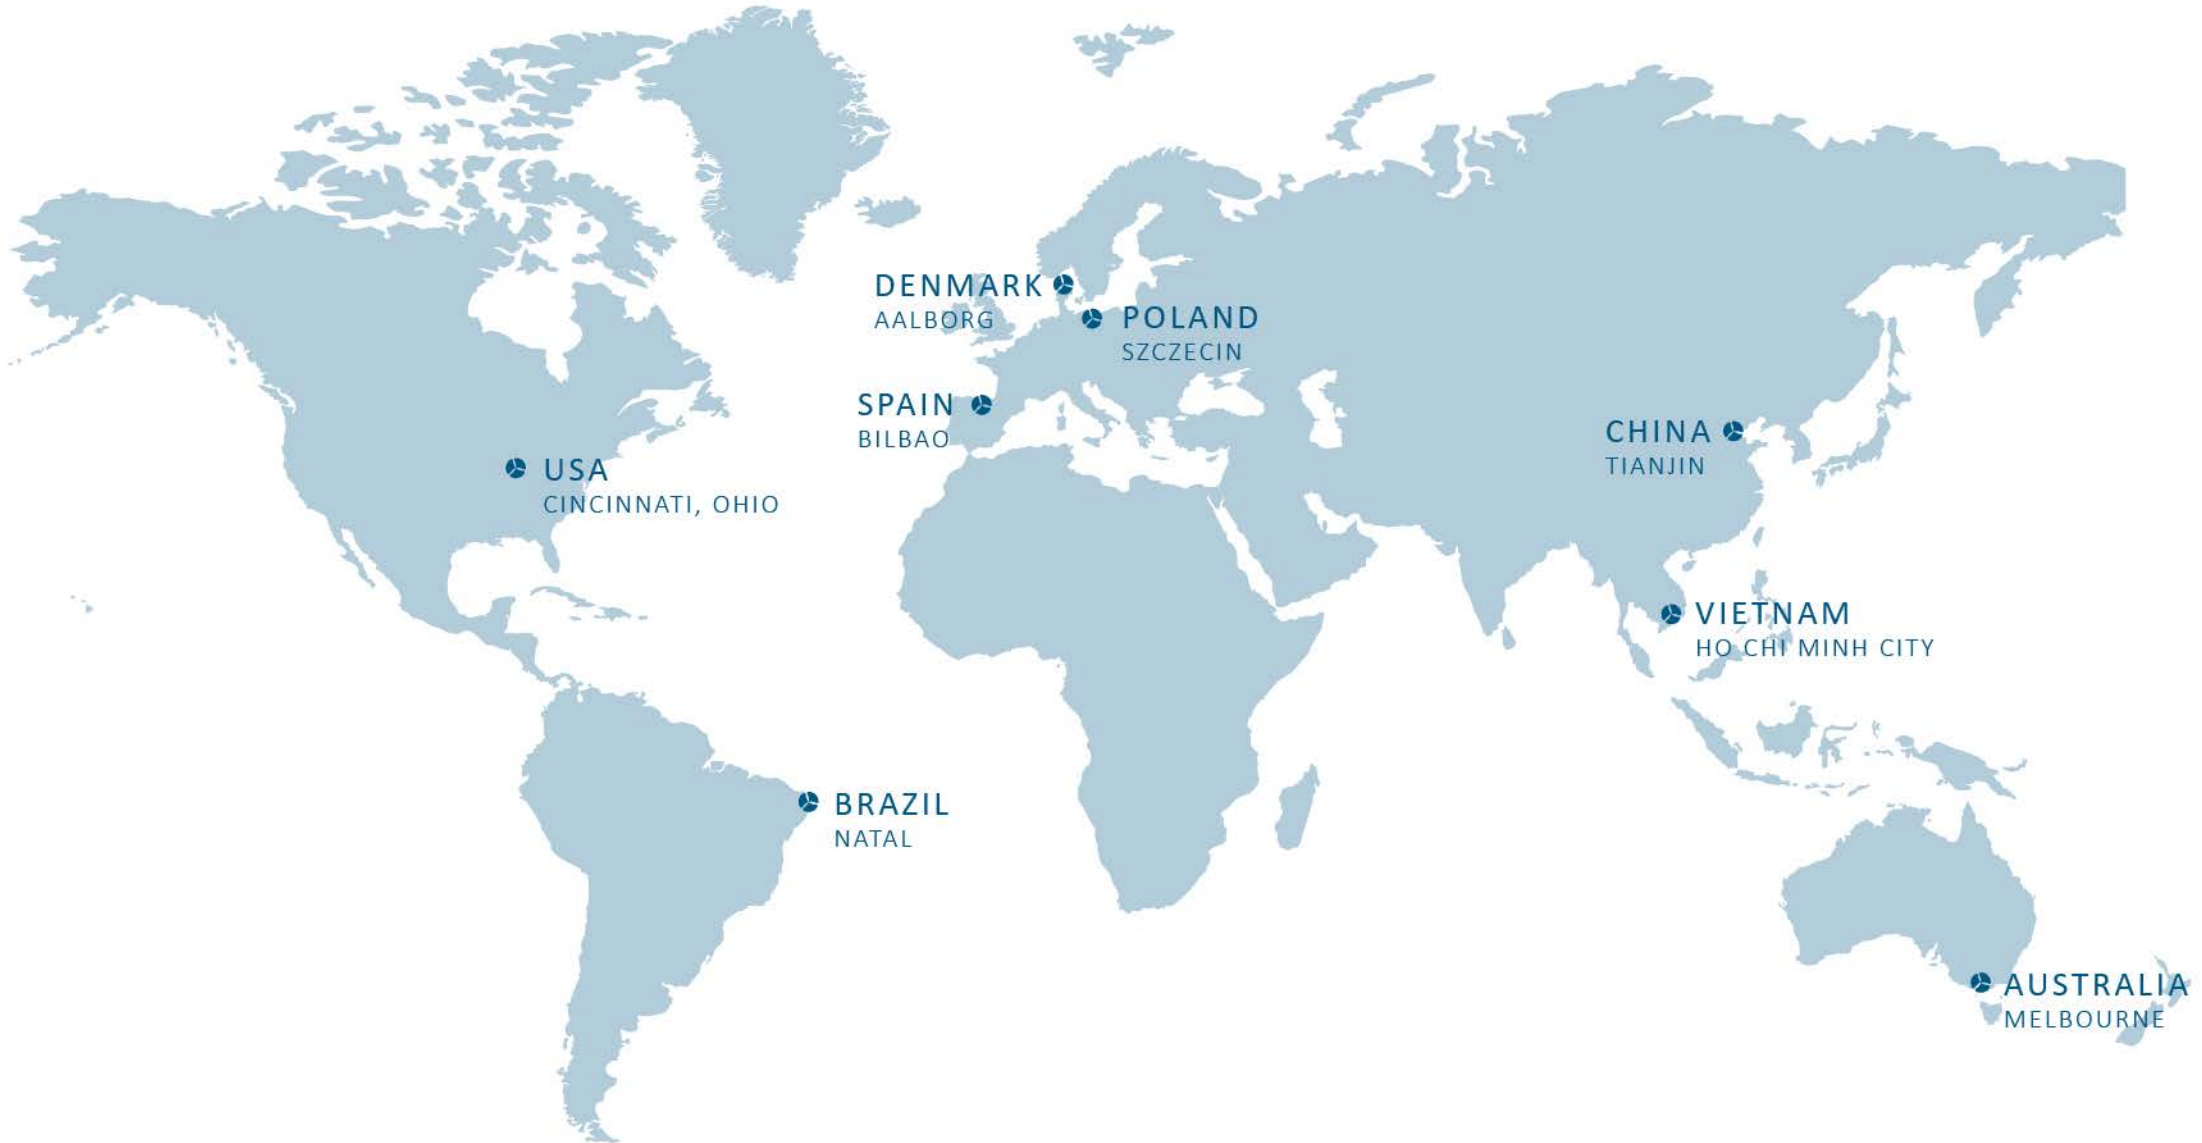 DENMARK
AALBORG
POLAND
SZCZECIN
SPAIN
BILBAO
CHINA
TIANJIN
USA
CINCINNATI, OHIO
VIETNAM
HO CHI MINH CITY
BRAZIL
NATAL
AUSTRALIA
MELBOURNE